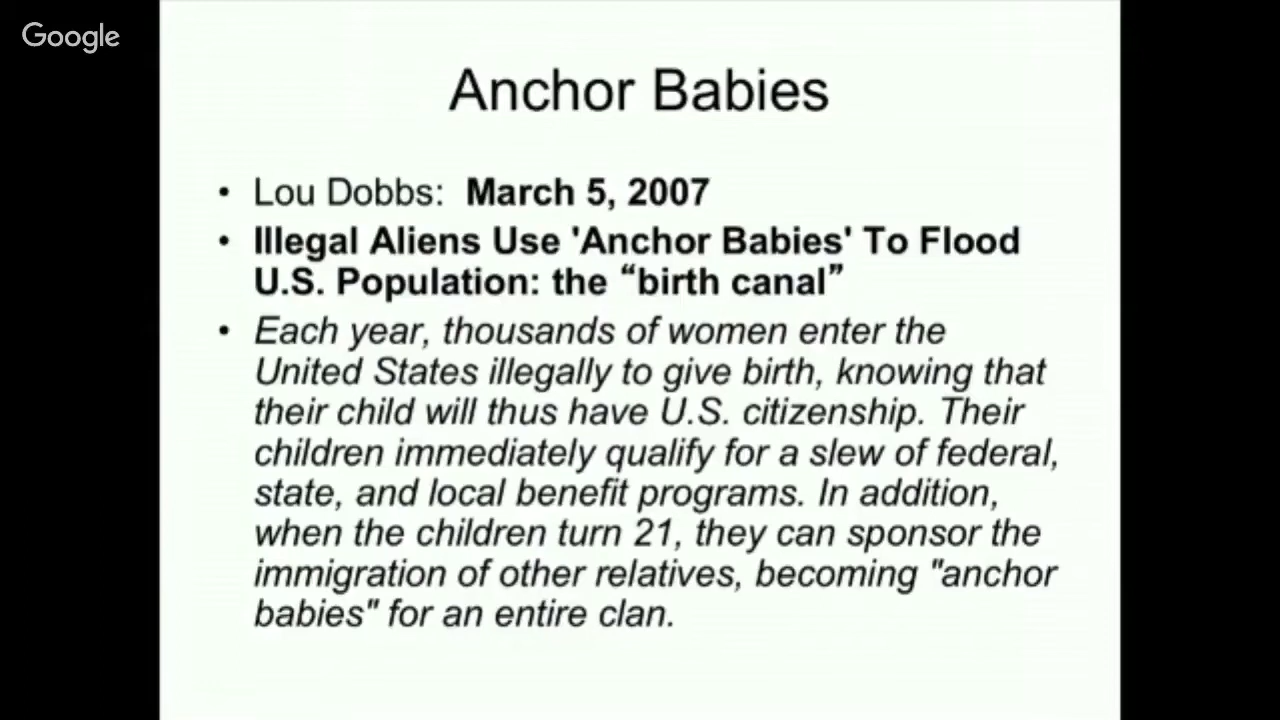 Google
Anchor Babies
• Lou Dobbs: March 5, 2007
• Illegal Aliens Use 'Anchor Babies' To Flood
U.S. Population: the “birth canal”
• Each year, thousands of women enter the
United States illegally to give birth, knowing that
their child will thus have U.S. citizenship. Their
children immediately qualify for a slew of federal,
state, and local benefit programs. In addition,
when the children turn 21, they can sponsor the
immigration of other relatives, becoming "anchor
babies" for an entire clan.